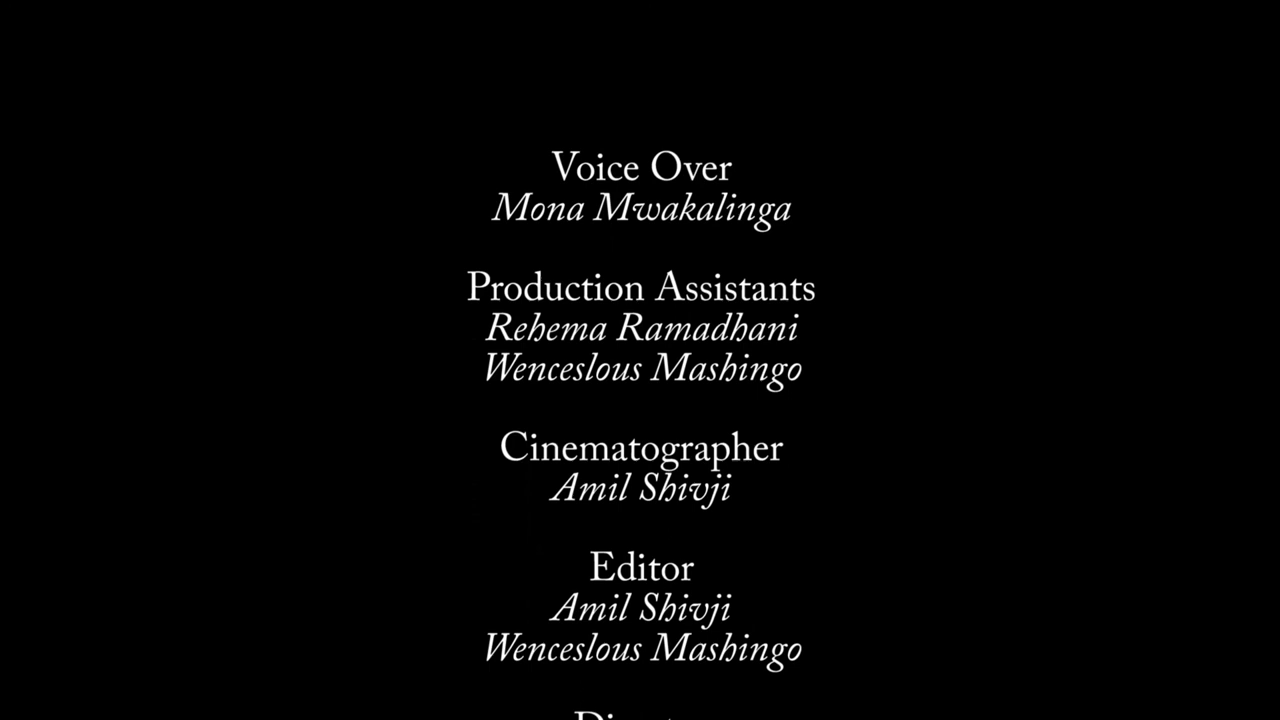 Voice Over
Mona Mwakalinga
Production Assistants
Rehema Ramadhani
Wenceslous Mashingo
Cinematographer
Amil Shivji
Editor
Amil Shivji
Wenceslous Mashingo